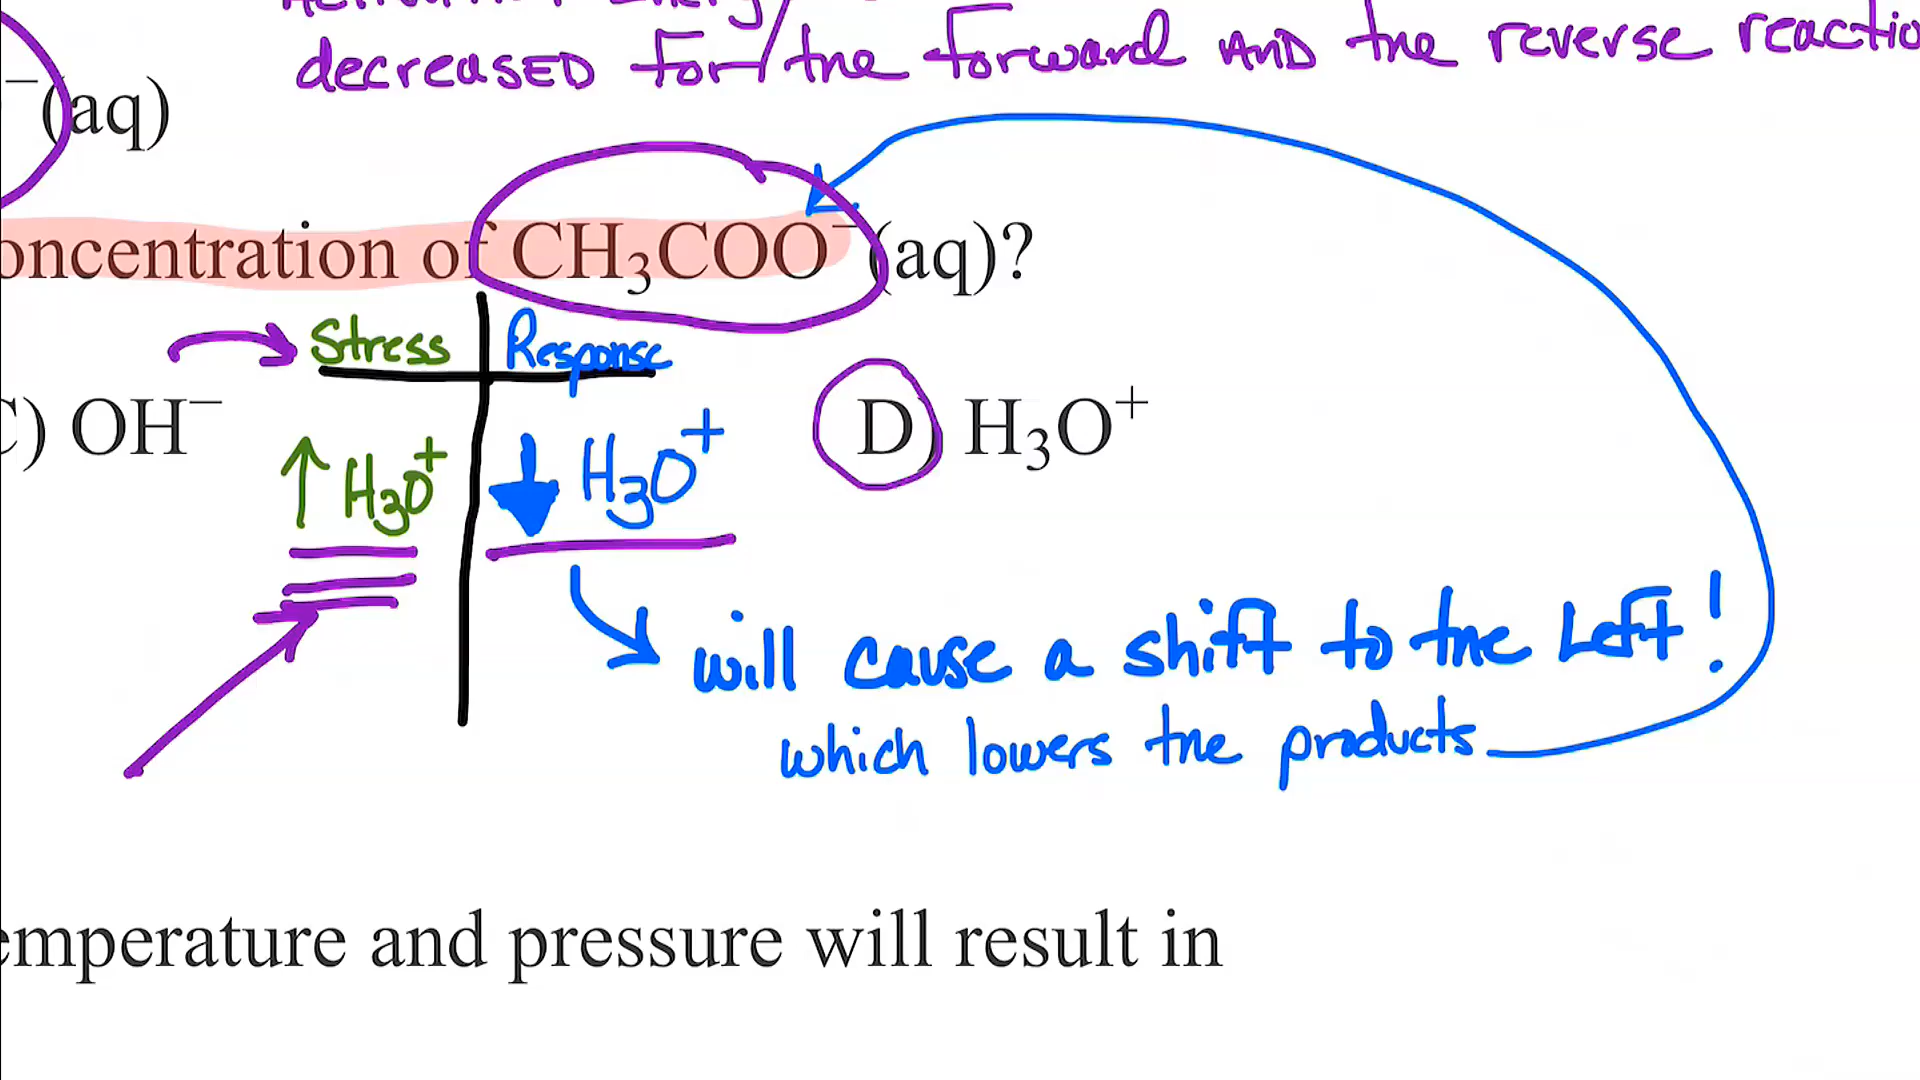 decreasED for the forward AND the reverse reactio
⁻(aq)
oncentration of CH₃COO⁻(aq)?
Stress Response
C) OH⁻ D) H₃O⁺
↑ H₃O⁺ ↓ H₃O⁺
will cause a shift to the Left!
which lowers the products
emperature and pressure will result in